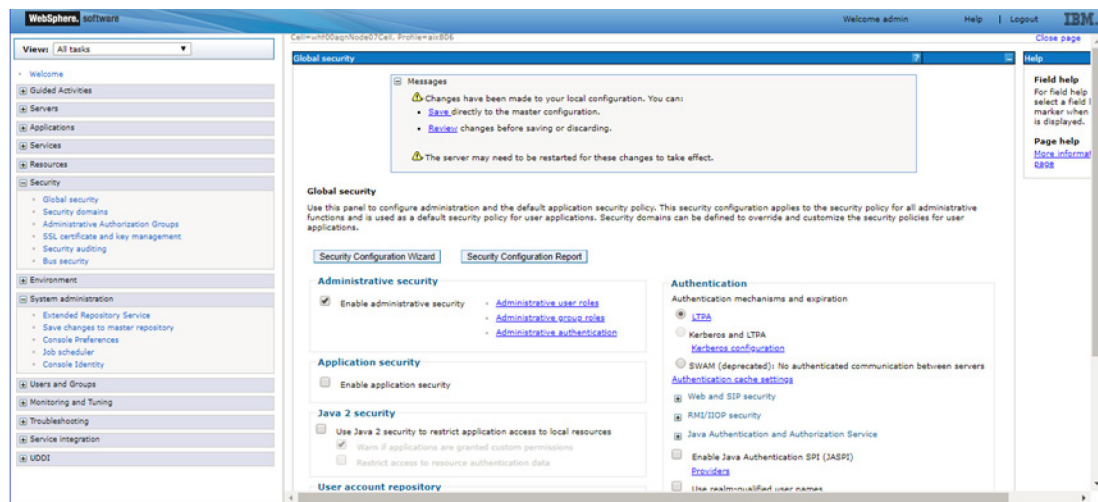 WebSphere. software
Welcome admin
Help | Logout
IBM.
View: All tasks
Welcome
Guided Activities
Servers
Applications
Services
Resources
Security
Global security
Security domains
Administrative Authorization Groups
SSL certificate and key management
Security auditing
Bus security
Environment
System administration
Extended Repository Service
Save changes to master repository
Console Preferences
Job scheduler
Console Identity
Users and Groups
Monitoring and Tuning
Troubleshooting
Service integration
UDDI
Profile=aix806
Close page
Global security
?
Messages
Changes have been made to your local configuration. You can:
Save directly to the master configuration.
Review changes before saving or discarding.
The server may need to be restarted for these changes to take effect.
Global security
Use this panel to configure administration and the default application security policy. This security configuration applies to the security policy for all administrative
functions and is used as a default security policy for user applications. Security domains can be defined to override and customize the security policies for user
applications.
Security Configuration Wizard
Security Configuration Report
Administrative security
Enable administrative security
Administrative user roles
Administrative group roles
Administrative authentication
Application security
Enable application security
Java 2 security
Use Java 2 security to restrict application access to local resources
Warn if applications are granted custom permissions
Restrict access to resource authentication data
User account repository
Authentication
Authentication mechanisms and expiration
LTPA
Kerberos and LTPA
Kerberos configuration
SWAM (deprecated): No authenticated communication between servers
Authentication cache settings
Web and SIP security
RMI/IIOP security
Java Authentication and Authorization Service
Enable Java Authentication SPI (JASPI)
Providers
Use realm-qualified user names
Help
Field help
For field help
select a field l
marker when
is displayed.
Page help
More informat
page